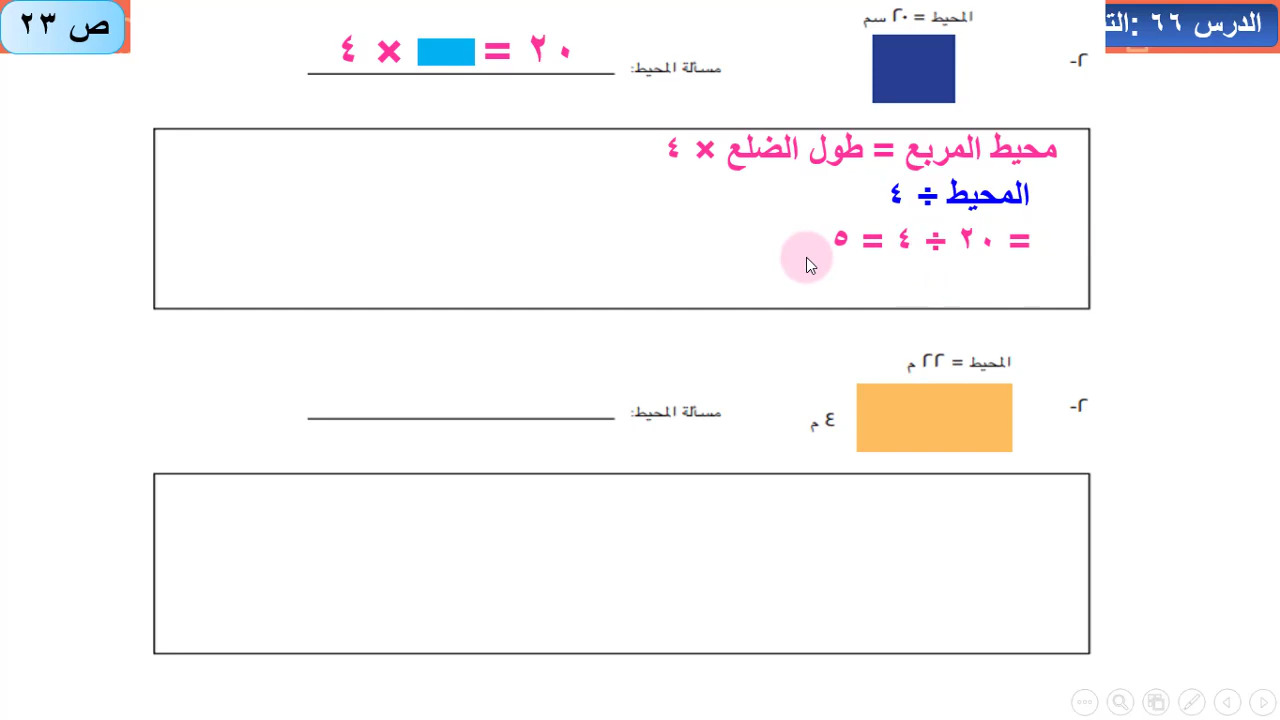 الدرس ٦٦ :الت
ص ٢٣
المحيط = ٢٠ سم
٢-
مسألة المحيط:
٢٠ = × ٤
محيط المربع = طول الضلع × ٤
المحيط ÷ ٤
= ٢٠ ÷ ٤ = ٥
المحيط = ٢٢ م
٢-
٤ م
مسألة المحيط: